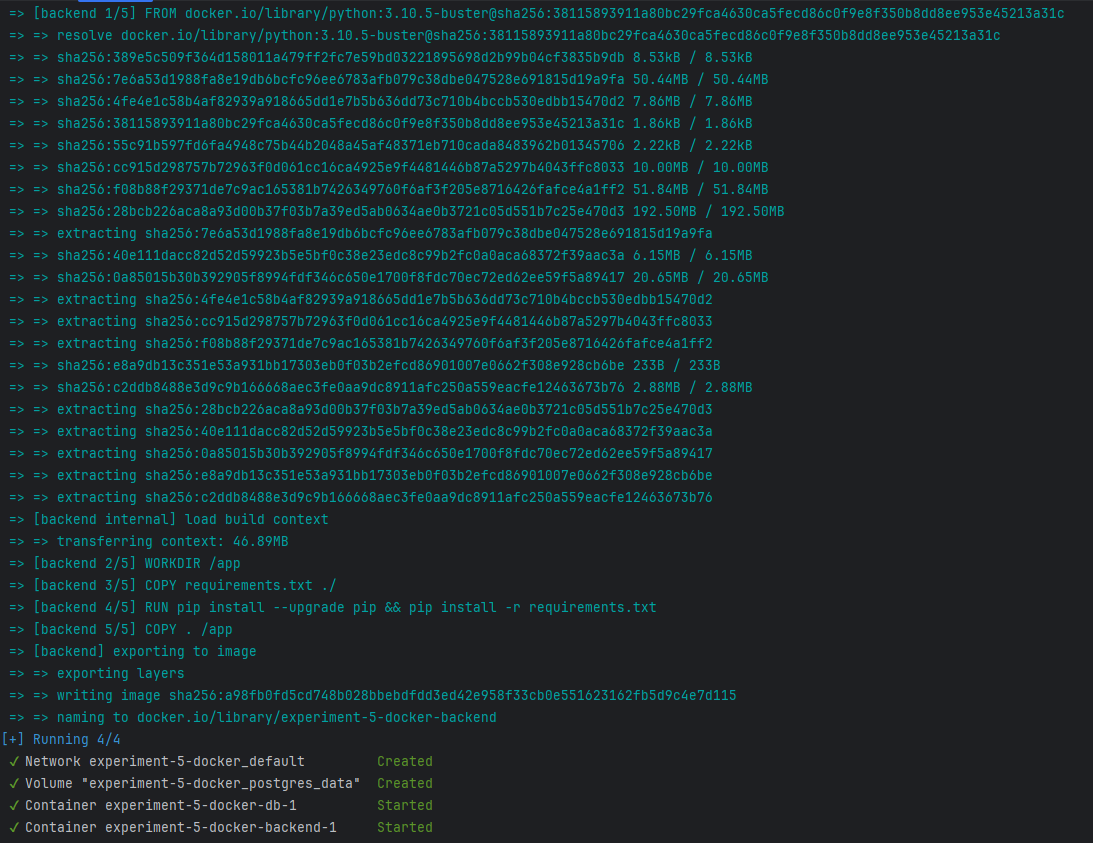 => [backend 1/5] FROM docker.io/library/python:3.10.5-buster@sha256:38115893911a80bc29fca4630ca5fecd86c0f9e8f350b8dd8ee953e45213a31c
=> => resolve docker.io/library/python:3.10.5-buster@sha256:38115893911a80bc29fca4630ca5fecd86c0f9e8f350b8dd8ee953e45213a31c
=> => sha256:389e5c509f364d158011a479ff2fc7e59bd03221895698d2b99b04cf3835b9db 8.53kB / 8.53kB
=> => sha256:7e6a53d1988fa8e19db6bcfc96ee6783afb079c38dbe047528e691815d19a9fa 50.44MB / 50.44MB
=> => sha256:4fe4e1c58b4af82939a918665dd1e7b5b636dd73c710b4bccb530edbb15470d2 7.86MB / 7.86MB
=> => sha256:38115893911a80bc29fca4630ca5fecd86c0f9e8f350b8dd8ee953e45213a31c 1.86kB / 1.86kB
=> => sha256:55c91b597fd6fa4948c75b44b2048a45af48371eb710cada8483962b01345706 2.22kB / 2.22kB
=> => sha256:cc915d298757b72963f0d061cc16ca4925e9f4481446b87a5297b4043ffc8033 10.00MB / 10.00MB
=> => sha256:f08b88f29371de7c9ac165381b7426349760f6af3f205e8716426fafce4a1ff2 51.84MB / 51.84MB
=> => sha256:28bcb226aca8a93d00b37f03b7a39ed5ab0634ae0b3721c05d551b7c25e470d3 192.50MB / 192.50MB
=> => extracting sha256:7e6a53d1988fa8e19db6bcfc96ee6783afb079c38dbe047528e691815d19a9fa
=> => sha256:40e111dacc82d52d59923b5e5bf0c38e23edc8c99b2fc0a0aca68372f39aac3a 6.15MB / 6.15MB
=> => sha256:0a85015b30b392905f8994fdf346c650e1700f8fdc70ec72ed62ee59f5a89417 20.65MB / 20.65MB
=> => extracting sha256:4fe4e1c58b4af82939a918665dd1e7b5b636dd73c710b4bccb530edbb15470d2
=> => extracting sha256:cc915d298757b72963f0d061cc16ca4925e9f4481446b87a5297b4043ffc8033
=> => extracting sha256:f08b88f29371de7c9ac165381b7426349760f6af3f205e8716426fafce4a1ff2
=> => sha256:e8a9db13c351e53a931bb17303eb0f03b2efcd86901007e0662f308e928cb6be 233B / 233B
=> => sha256:c2ddb8488e3d9c9b166668aec3fe0aa9dc8911afc250a559eacfe12463673b76 2.88MB / 2.88MB
=> => extracting sha256:28bcb226aca8a93d00b37f03b7a39ed5ab0634ae0b3721c05d551b7c25e470d3
=> => extracting sha256:40e111dacc82d52d59923b5e5bf0c38e23edc8c99b2fc0a0aca68372f39aac3a
=> => extracting sha256:0a85015b30b392905f8994fdf346c650e1700f8fdc70ec72ed62ee59f5a89417
=> => extracting sha256:e8a9db13c351e53a931bb17303eb0f03b2efcd86901007e0662f308e928cb6be
=> => extracting sha256:c2ddb8488e3d9c9b166668aec3fe0aa9dc8911afc250a559eacfe12463673b76
=> [backend internal] load build context
=> => transferring context: 46.89MB
=> [backend 2/5] WORKDIR /app
=> [backend 3/5] COPY requirements.txt ./
=> [backend 4/5] RUN pip install --upgrade pip && pip install -r requirements.txt
=> [backend 5/5] COPY . /app
=> [backend] exporting to image
=> => exporting layers
=> => writing image sha256:a98fb0fd5cd748b028bbebdfdd3ed42e958f33cb0e551623162fb5d9c4e7d115
=> => naming to docker.io/library/experiment-5-docker-backend
[+] Running 4/4
✓ Network experiment-5-docker_default Created
✓ Volume "experiment-5-docker_postgres_data" Created
✓ Container experiment-5-docker-db-1 Started
✓ Container experiment-5-docker-backend-1 Started